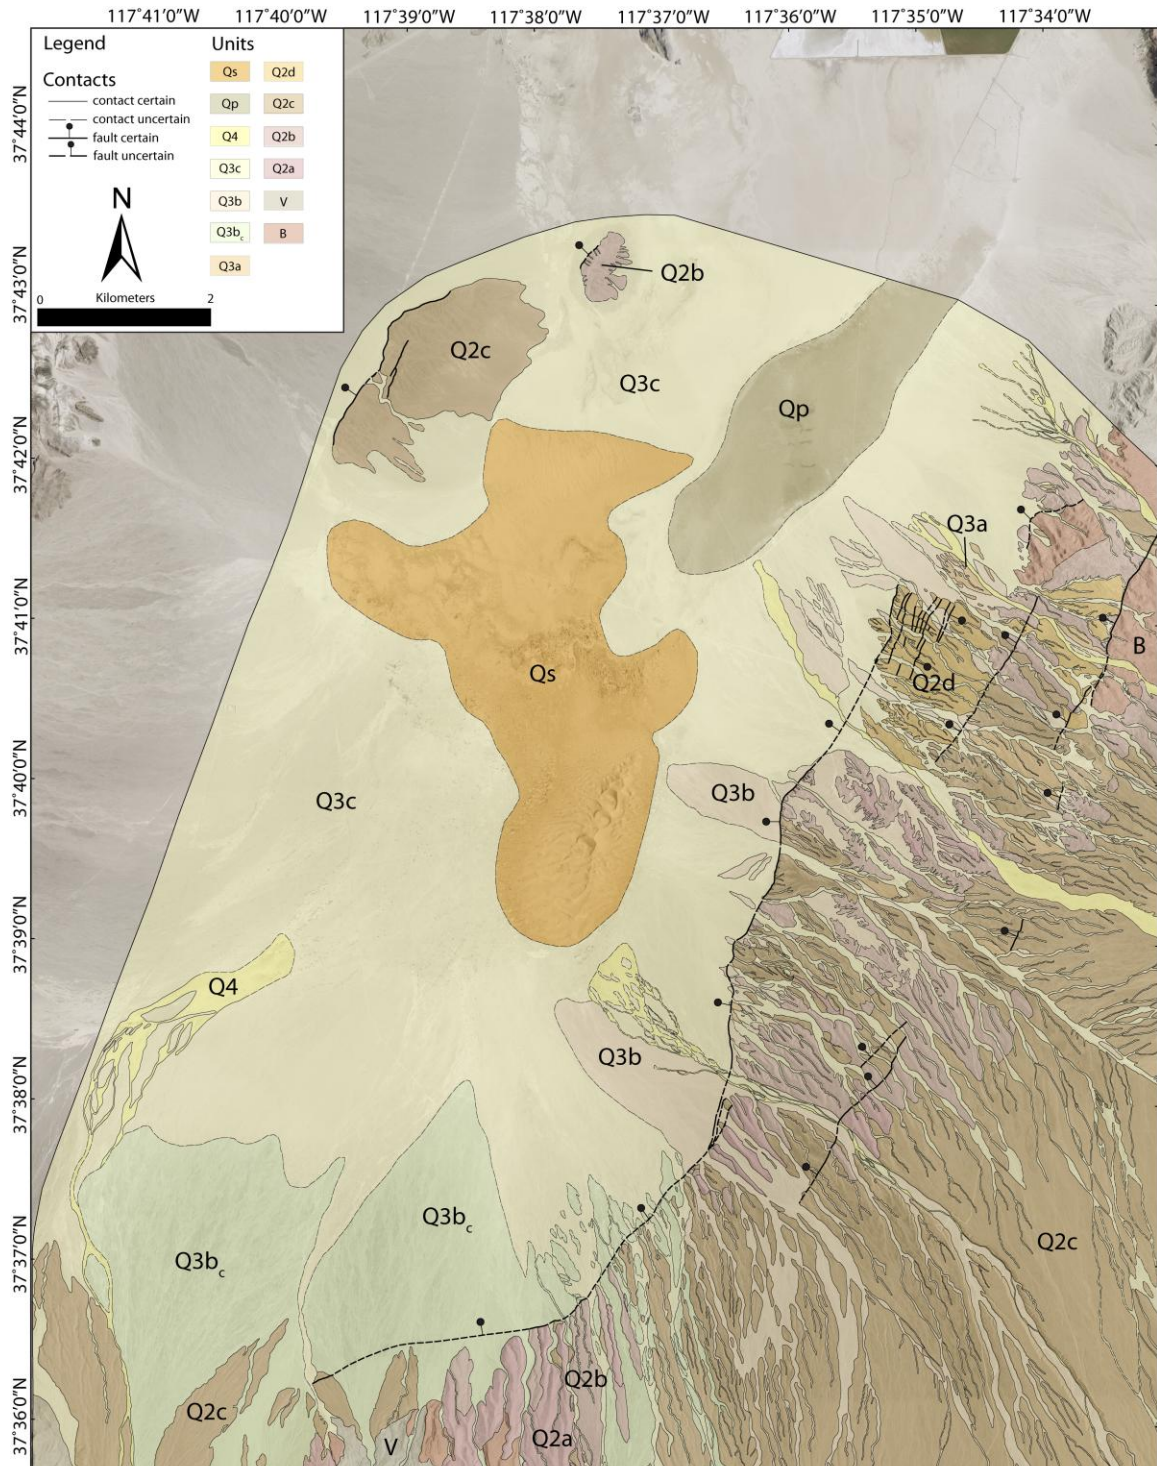 117°41'0"W 117°40'0"W 117°39'0"W 117°38'0"W 117°37'0"W 117°36'0"W 117°35'0"W 117°34'0"W
Legend
Contacts
contact certain
contact uncertain
fault certain
fault uncertain
N
0 Kilometers 2
Units
Qs Q2d
Qp Q2c
Q4 Q2b
Q3c Q2a
Q3b V
Q3bc B
Q3a
37°44'0"N
37°43'0"N
37°42'0"N
37°41'0"N
37°40'0"N
37°39'0"N
37°38'0"N
37°37'0"N
37°36'0"N
Q2b
Q2c
Q3c
Qp
Q3a
B
Qs
Q2d
Q3c
Q3b
Q4
Q3b
Q3bc
Q3bc
Q2c
Q2b
Q2c
Q2a
V